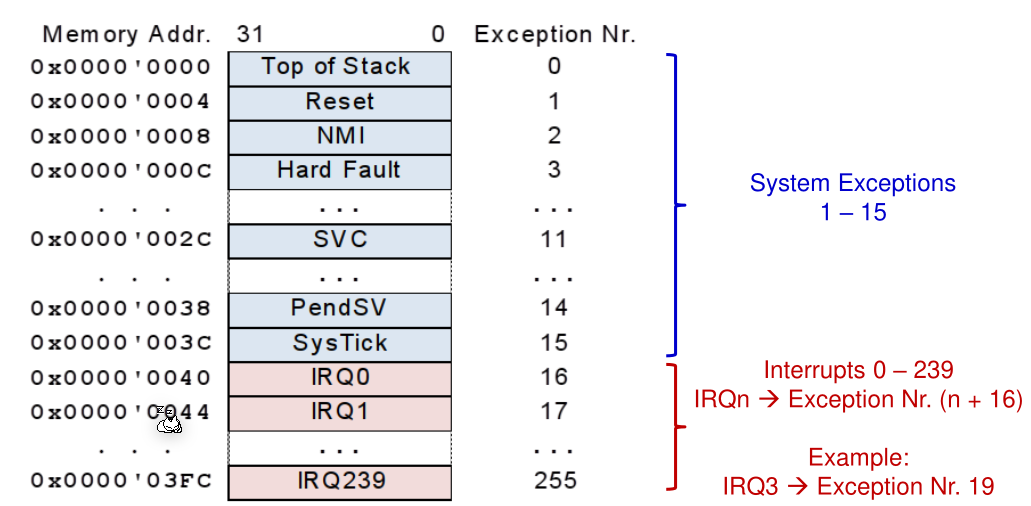 Memory Addr. 31 0 Exception Nr.
0x0000'0000 Top of Stack 0
0x0000'0004 Reset 1
0x0000'0008 NMI 2
0x0000'000C Hard Fault 3
. . . ... ...
0x0000'002C SVC 11
. . . ... ...
0x0000'0038 PendSV 14
0x0000'003C SysTick 15
0x0000'0040 IRQ0 16
0x0000'0044 IRQ1 17
. . . ... ...
0x0000'03FC IRQ239 255
System Exceptions
1 – 15
Interrupts 0 – 239
IRQn → Exception Nr. (n + 16)
Example:
IRQ3 → Exception Nr. 19